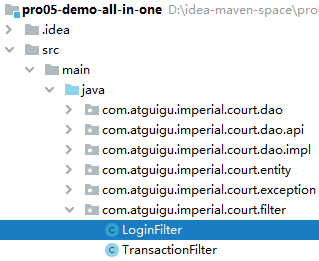 pro05-demo-all-in-one D:\idea-maven-space\pro
.idea
src
main
java
com.atguigu.imperial.court.dao
com.atguigu.imperial.court.dao.api
com.atguigu.imperial.court.dao.impl
com.atguigu.imperial.court.entity
com.atguigu.imperial.court.exception
com.atguigu.imperial.court.filter
LoginFilter
TransactionFilter